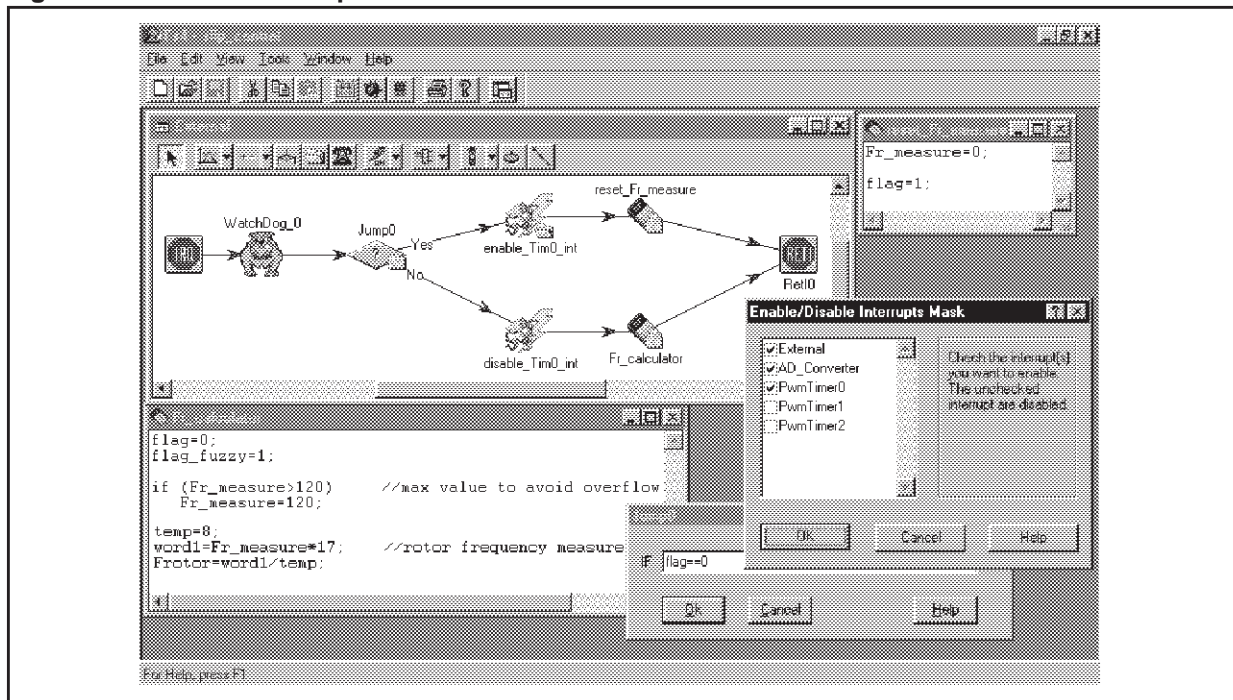 File Edit View Tools Window Help
External
Fr_measure=0;
flag=1;
WatchDog_0
Jump0
Yes
No
enable_Tim0_int
reset_Fr_measure
disable_Tim0_int
Fr_calculator
RetI0
Enable/Disable Interrupts Mask
External
AD_Converter
PwmTimer0
PwmTimer1
PwmTimer2
Check the interrupt(s)
you want to enable.
The unchecked
interrupt are disabled
OK Cancel Help
Fr_calculator
flag=0;
flag_fuzzy=1;
if (Fr_measure>120) //max value to avoid overflow
Fr_measure=120;
temp=8;
word1=Fr_measure*17; //rotor frequency measure
Frotor=word1/temp;
IF flag==0
Ok Cancel Help
For Help, press F1